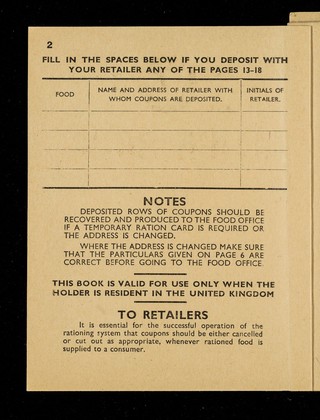 2
FILL IN THE SPACES BELOW IF YOU DEPOSIT WITH
YOUR RETAILER ANY OF THE PAGES 13–18
FOOD
NAME AND ADDRESS OF RETAILER WITH
WHOM COUPONS ARE DEPOSITED.
INITIALS OF
RETAILER.
NOTES
DEPOSITED ROWS OF COUPONS SHOULD BE
RECOVERED AND PRODUCED TO THE FOOD OFFICE
IF A TEMPORARY RATION CARD IS REQUIRED OR
THE ADDRESS IS CHANGED.
WHERE THE ADDRESS IS CHANGED MAKE SURE
THAT THE PARTICULARS GIVEN ON PAGE 6 ARE
CORRECT BEFORE GOING TO THE FOOD OFFICE.
THIS BOOK IS VALID FOR USE ONLY WHEN THE
HOLDER IS RESIDENT IN THE UNITED KINGDOM
TO RETAILERS
It is essential for the successful operation of the
rationing system that coupons should be either cancelled
or cut out as appropriate, whenever rationed food is
supplied to a consumer.